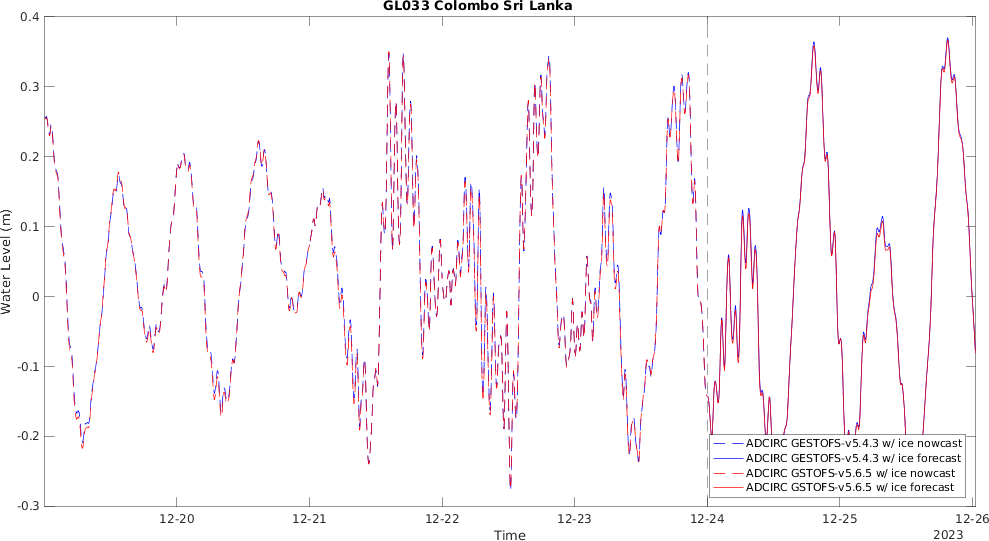 GL033 Colombo Sri Lanka
0.4
0.3
0.2
0.1
0
-0.1
-0.2
-0.3
Water Level (m)
ADCIRC GESTOFS-v5.4.3 w/ ice nowcast
ADCIRC GESTOFS-v5.4.3 w/ ice forecast
ADCIRC GSTOFS-v5.6.5 w/ ice nowcast
ADCIRC GSTOFS-v5.6.5 w/ ice forecast
12-20 12-21 12-22 12-23 12-24 12-25 12-26
Time
2023